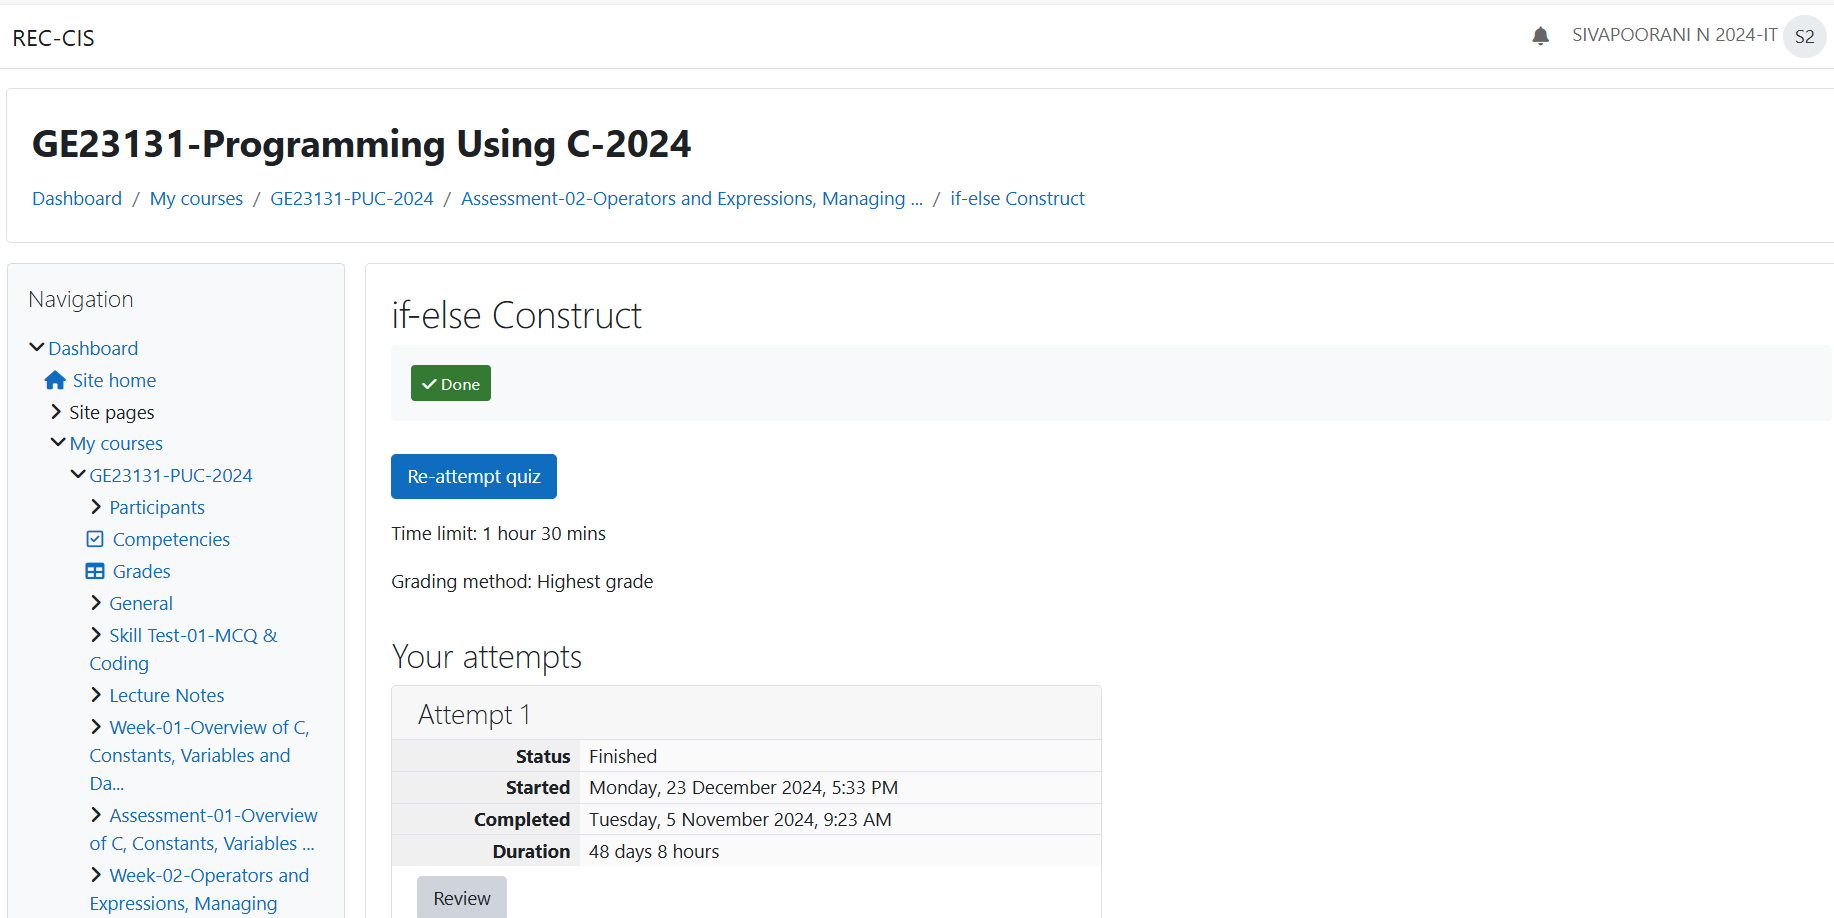 REC-CIS
SIVAPOORANI N 2024-IT S2
GE23131-Programming Using C-2024
Dashboard / My courses / GE23131-PUC-2024 / Assessment-02-Operators and Expressions, Managing ... / if-else Construct
Navigation
Dashboard
Site home
Site pages
My courses
GE23131-PUC-2024
Participants
Competencies
Grades
General
Skill Test-01-MCQ &
Coding
Lecture Notes
Week-01-Overview of C,
Constants, Variables and
Da...
Assessment-01-Overview
of C, Constants, Variables ...
Week-02-Operators and
Expressions, Managing
if-else Construct
Done
Re-attempt quiz
Time limit: 1 hour 30 mins
Grading method: Highest grade
Your attempts
Attempt 1
Status Finished
Started Monday, 23 December 2024, 5:33 PM
Completed Tuesday, 5 November 2024, 9:23 AM
Duration 48 days 8 hours
Review